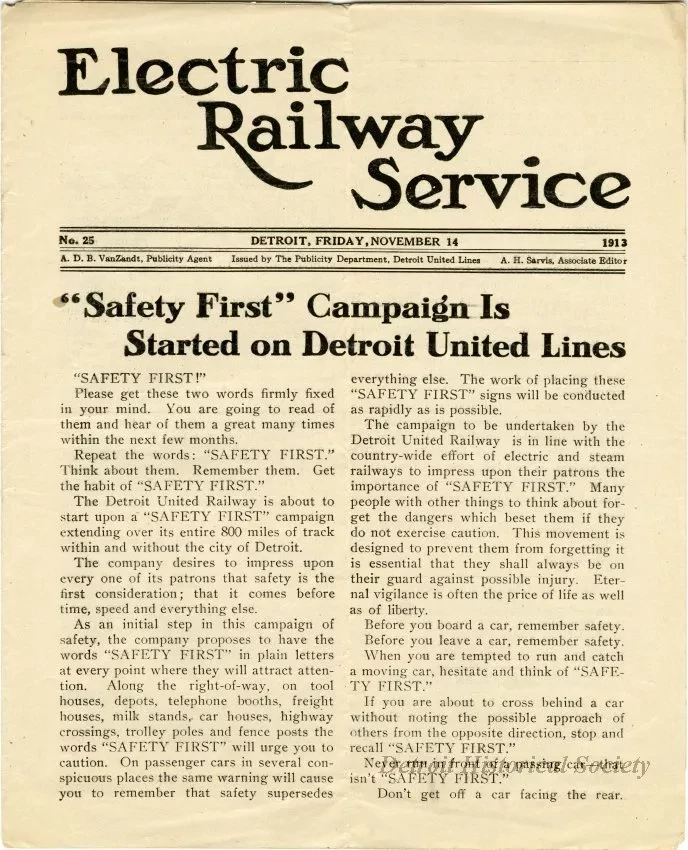 Electric
Railway
Service
No. 25 DETROIT, FRIDAY, NOVEMBER 14 1913
A. D. B. VanZandt, Publicity Agent Issued by The Publicity Department, Detroit United Lines A. H. Sarvis, Associate Editor
"Safety First" Campaign Is
Started on Detroit United Lines
"SAFETY FIRST!"
Please get these two words firmly fixed
in your mind. You are going to read of
them and hear of them a great many times
within the next few months.
Repeat the words: "SAFETY FIRST."
Think about them. Remember them. Get
the habit of "SAFETY FIRST."
The Detroit United Railway is about to
start upon a "SAFETY FIRST" campaign
extending over its entire 800 miles of track
within and without the city of Detroit.
The company desires to impress upon
every one of its patrons that safety is the
first consideration; that it comes before
time, speed and everything else.
As an initial step in this campaign of
safety, the company proposes to have the
words "SAFETY FIRST" in plain letters
at every point where they will attract atten-
tion. Along the right-of-way, on tool
houses, depots, telephone booths, freight
houses, milk stands, car houses, highway
crossings, trolley poles and fence posts the
words "SAFETY FIRST" will urge you to
caution. On passenger cars in several con-
spicuous places the same warning will cause
you to remember that safety supersedes
everything else. The work of placing these
"SAFETY FIRST" signs will be conducted
as rapidly as is possible.
The campaign to be undertaken by the
Detroit United Railway is in line with the
country-wide effort of electric and steam
railways to impress upon their patrons the
importance of "SAFETY FIRST." Many
people with other things to think about for-
get the dangers which beset them if they
do not exercise caution. This movement is
designed to prevent them from forgetting it
is essential that they shall always be on
their guard against possible injury. Eter-
nal vigilance is often the price of life as well
as of liberty.
Before you board a car, remember safety.
Before you leave a car, remember safety.
When you are tempted to run and catch
a moving car, hesitate and think of "SAFE-
TY FIRST."
If you are about to cross behind a car
without noting the possible approach of
others from the opposite direction, stop and
recall "SAFETY FIRST."
Never run in front of a passing car—that
isn't "SAFETY FIRST."
Don't get off a car facing the rear.
Detroit Historical Society